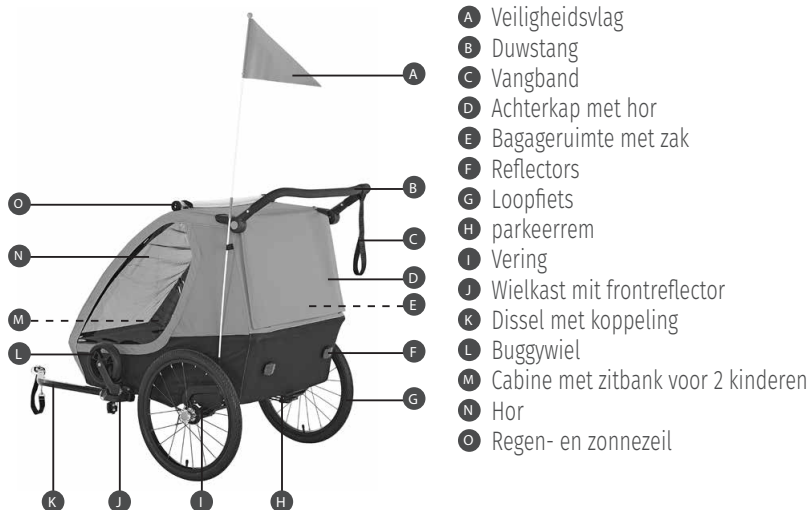 A Veiligheidsvlag
B Duwstang
C Vangband
D Achterkap met hor
E Bagageruimte met zak
F Reflectors
G Loopfiets
H parkeerrem
I Vering
J Wielkast mit frontreflector
K Dissel met koppeling
L Buggywiel
M Cabine met zitbank voor 2 kinderen
N Hor
O Regen- en zonnezeil
A
B
O
C
N
D
E
M
L
F
G
K
J
I
H